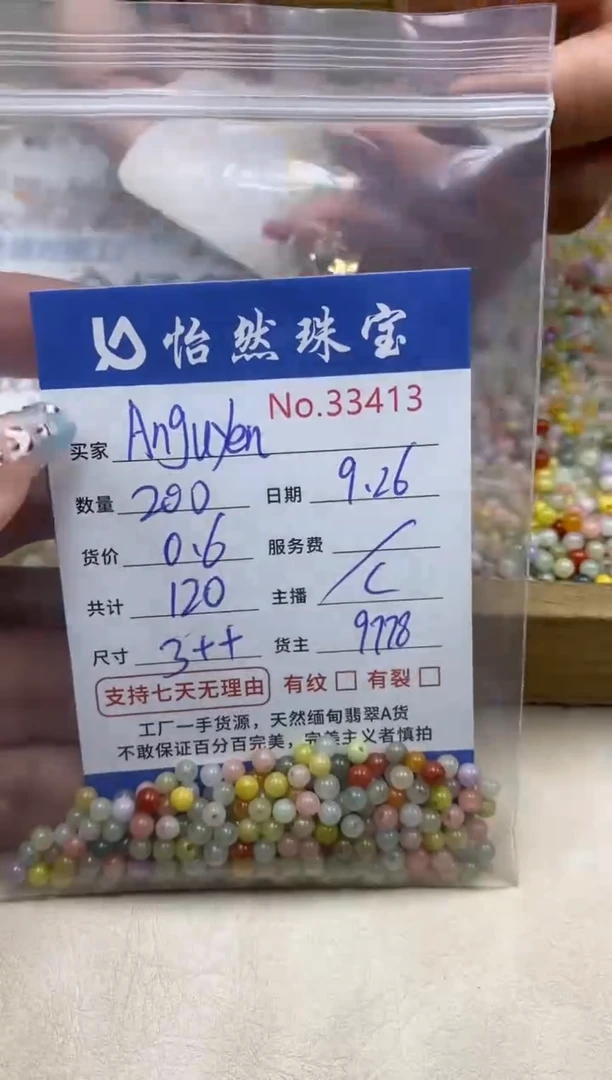 怡然珠宝
No.33413
买家 Anguyen
数量 200 日期 9.26
货价 0.6 服务费 /
共计 120 主播 C
尺寸 3++ 货主 9778
支持七天无理由 有纹 □ 有裂 □
工厂一手货源，天然缅甸翡翠A货
不敢保证百分百完美，完美主义者慎拍